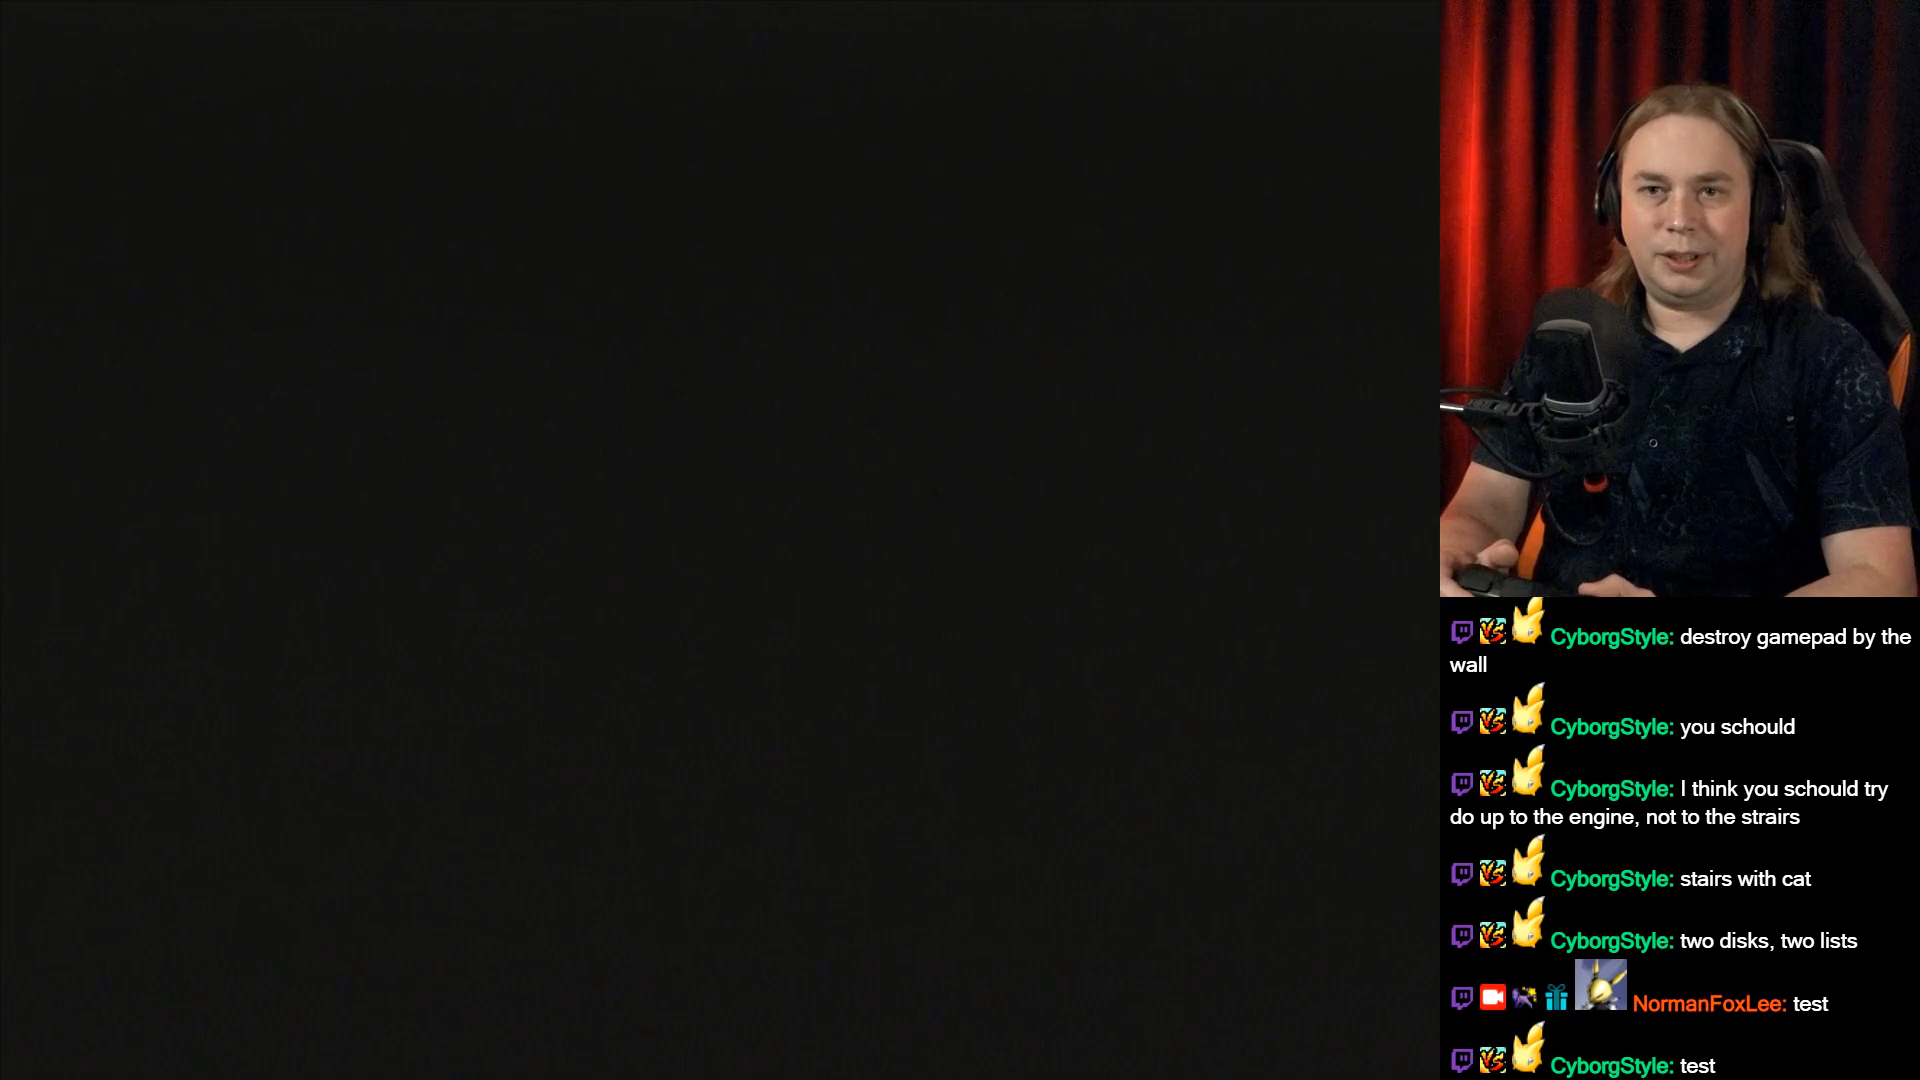 CyborgStyle: destroy gamepad by the
wall
CyborgStyle: you schould
CyborgStyle: I think you schould try
do up to the engine, not to the strairs
CyborgStyle: stairs with cat
CyborgStyle: two disks, two lists
NormanFoxLee: test
CyborgStyle: test